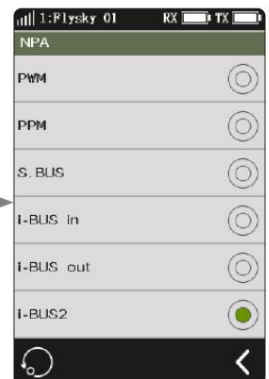 1:Flysky 01 RX TX
NPA
PWM
PPM
S.BUS
i-BUS in
i-BUS out
i-BUS2